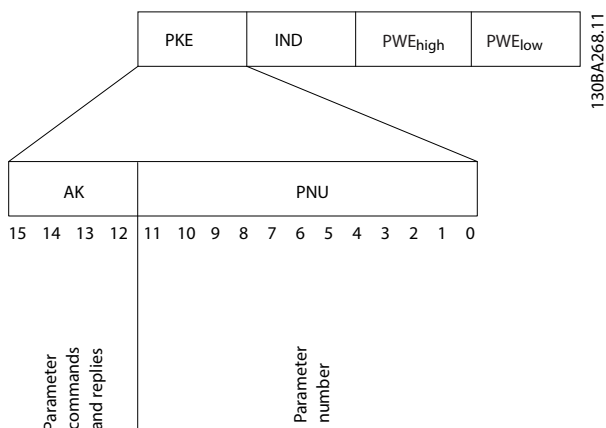 PKE IND PWEhigh PWElow
130BA268.11
AK PNU
15 14 13 12 11 10 9 8 7 6 5 4 3 2 1 0
Parameter
commands
and replies
Parameter
number